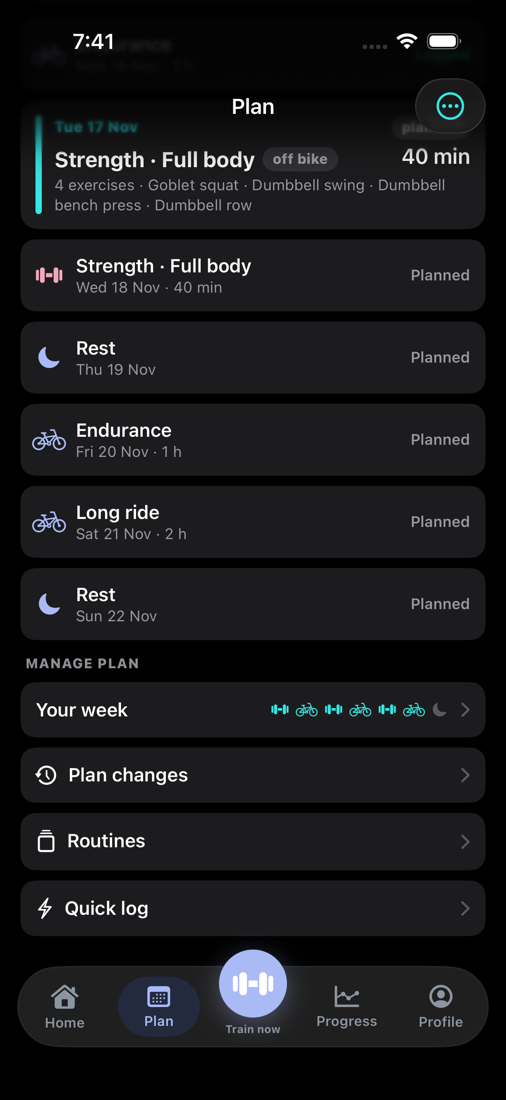 7:41
Plan
Tue 17 Nov
Strength · Full body off bike
40 min
4 exercises · Goblet squat · Dumbbell swing · Dumbbell
bench press · Dumbbell row
Strength · Full body
Wed 18 Nov · 40 min
Planned
Rest
Thu 19 Nov
Planned
Endurance
Fri 20 Nov · 1 h
Planned
Long ride
Sat 21 Nov · 2 h
Planned
Rest
Sun 22 Nov
Planned
MANAGE PLAN
Your week
Plan changes
Routines
Quick log
Home
Plan
Train now
Progress
Profile